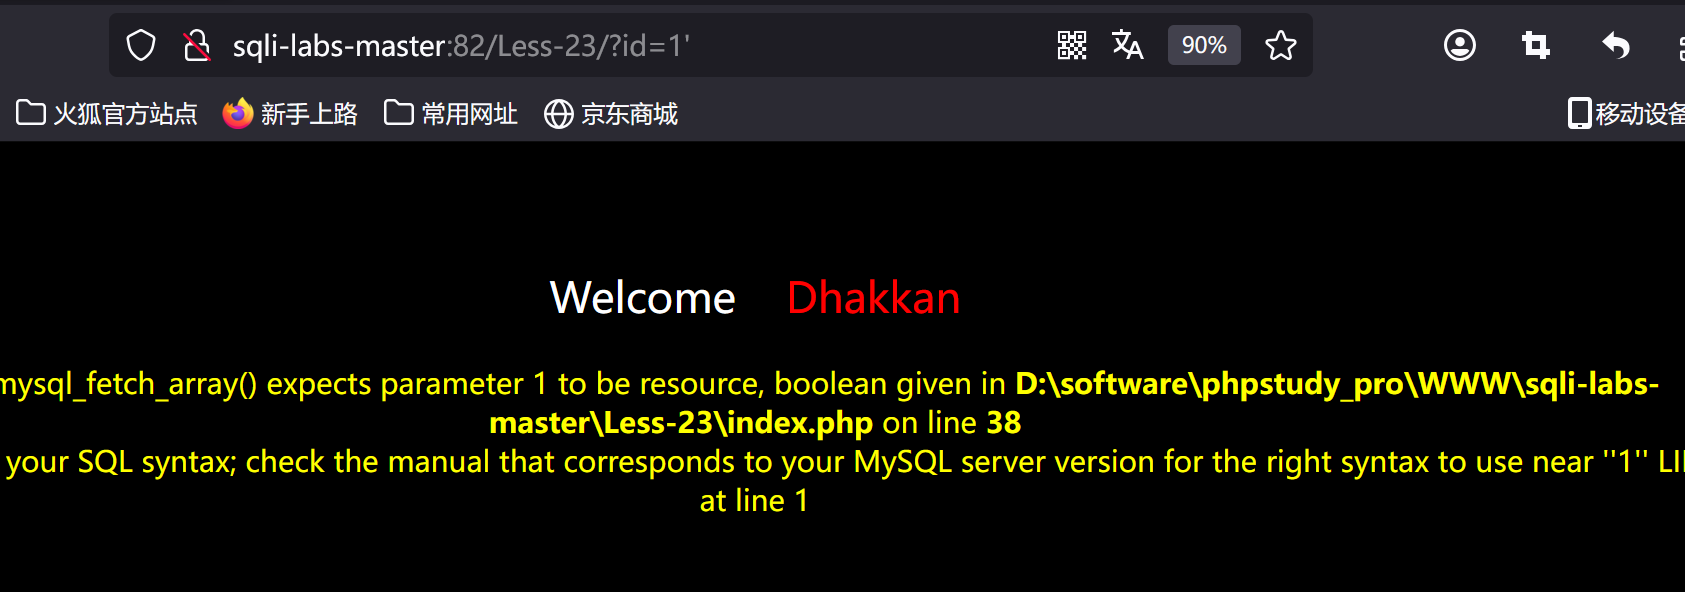 sqli-labs-master:82/Less-23/?id=1'
90%
火狐官方站点 新手上路 常用网址 京东商城 移动设备
Welcome Dhakkan
mysql_fetch_array() expects parameter 1 to be resource, boolean given in D:\software\phpstudy_pro\WWW\sqli-labs-
master\Less-23\index.php on line 38
your SQL syntax; check the manual that corresponds to your MySQL server version for the right syntax to use near ''1'' LI
at line 1